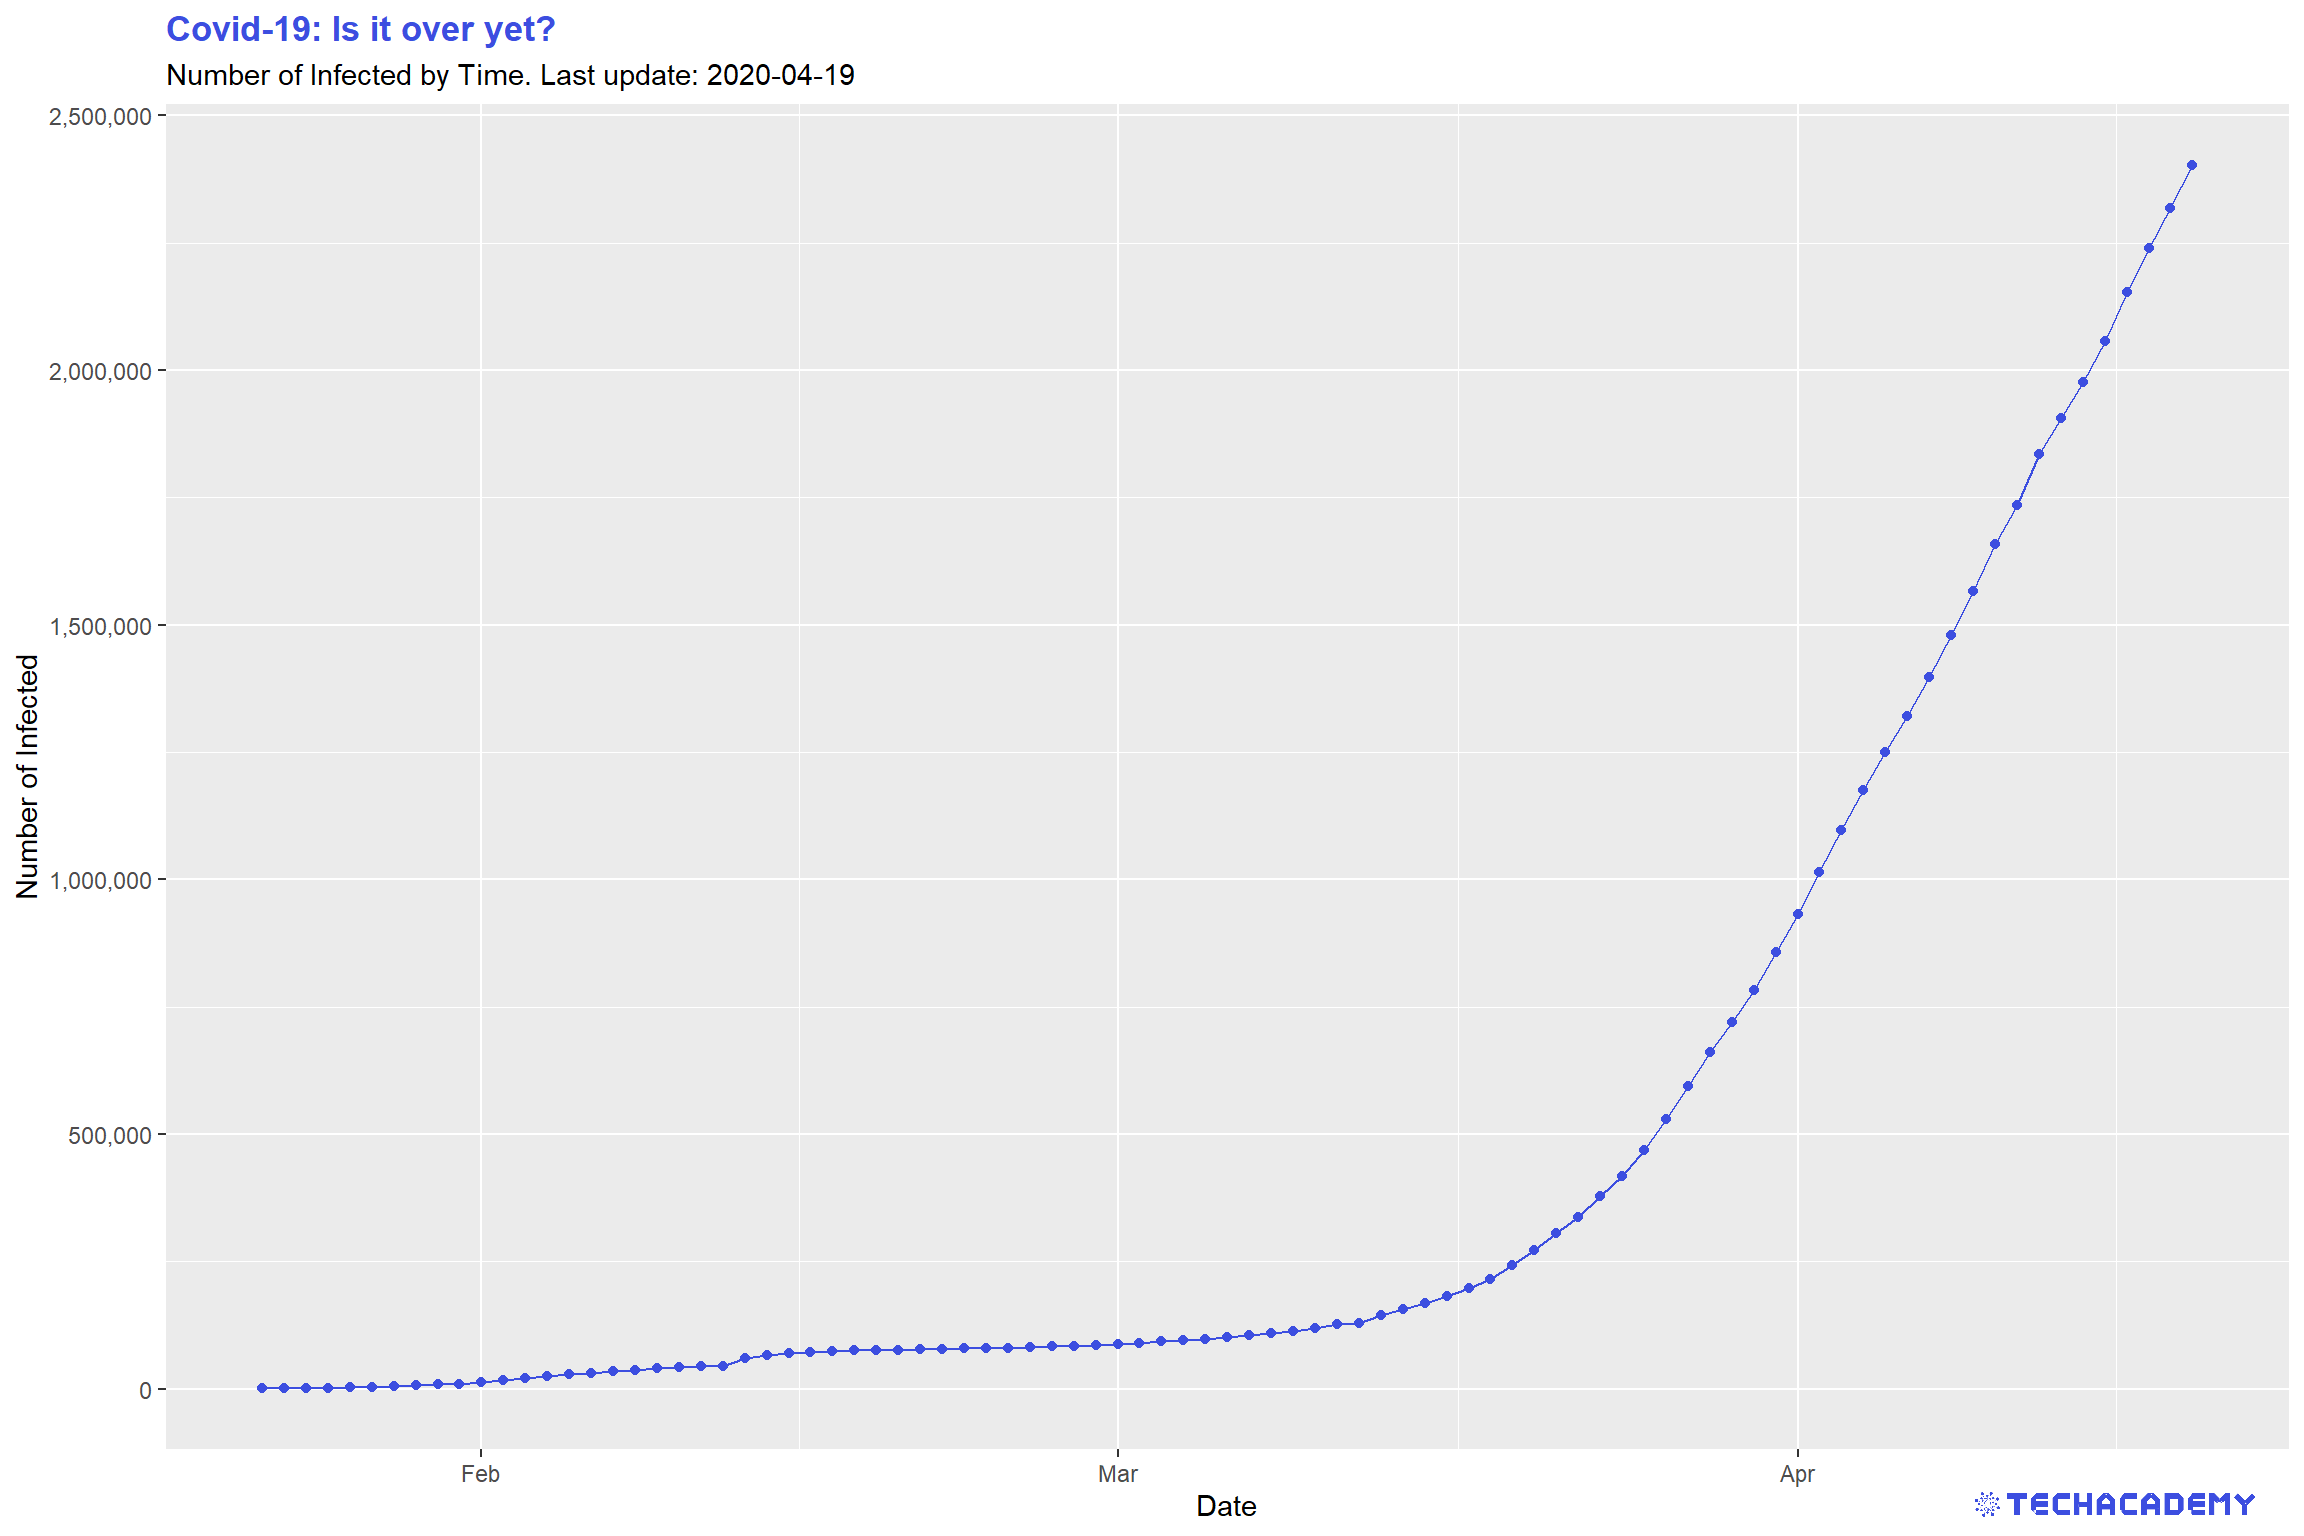 Covid-19: Is it over yet?
Number of Infected by Time. Last update: 2020-04-19
2,500,000
2,000,000
1,500,000
1,000,000
500,000
0
Number of Infected
Feb
Mar
Apr
Date
TECHACADEMY